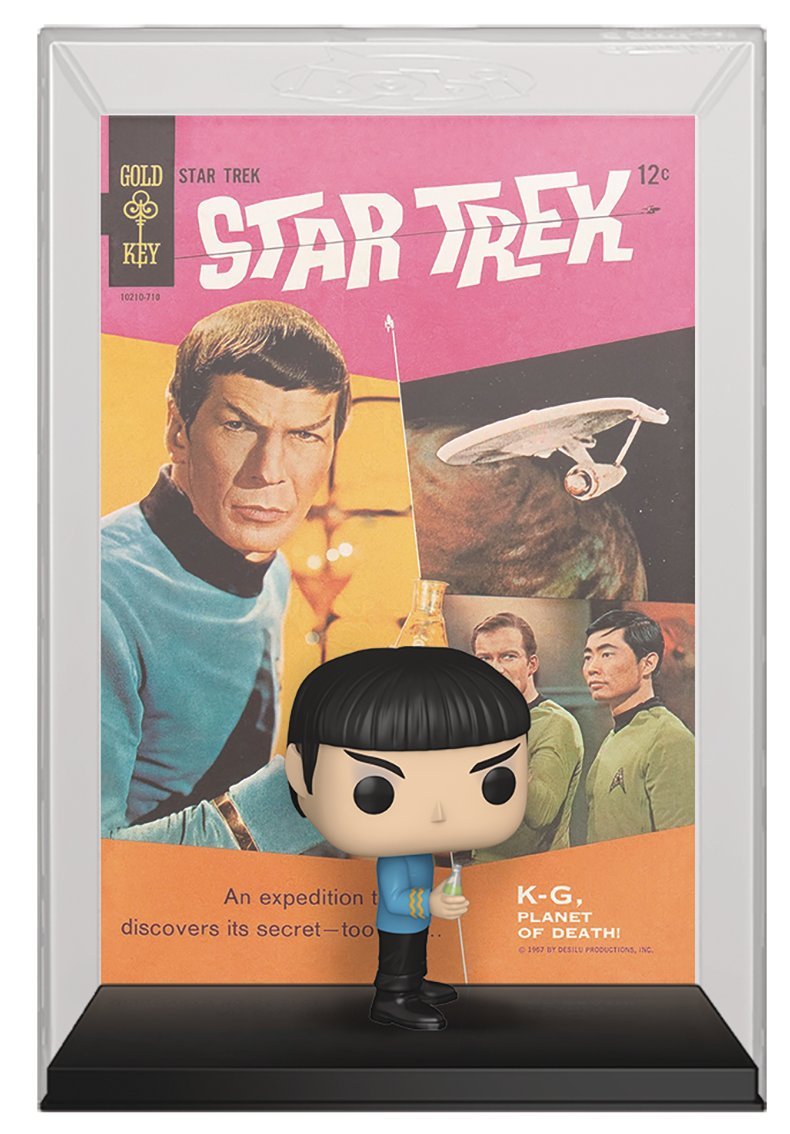 GOLD
KEY
STAR TREK
12¢
STAR TREK
10210-710
An expedition
discovers its secret—too
..
K-G,
PLANET
OF DEATH!
© 1967 BY DESILU PRODUCTIONS, INC.